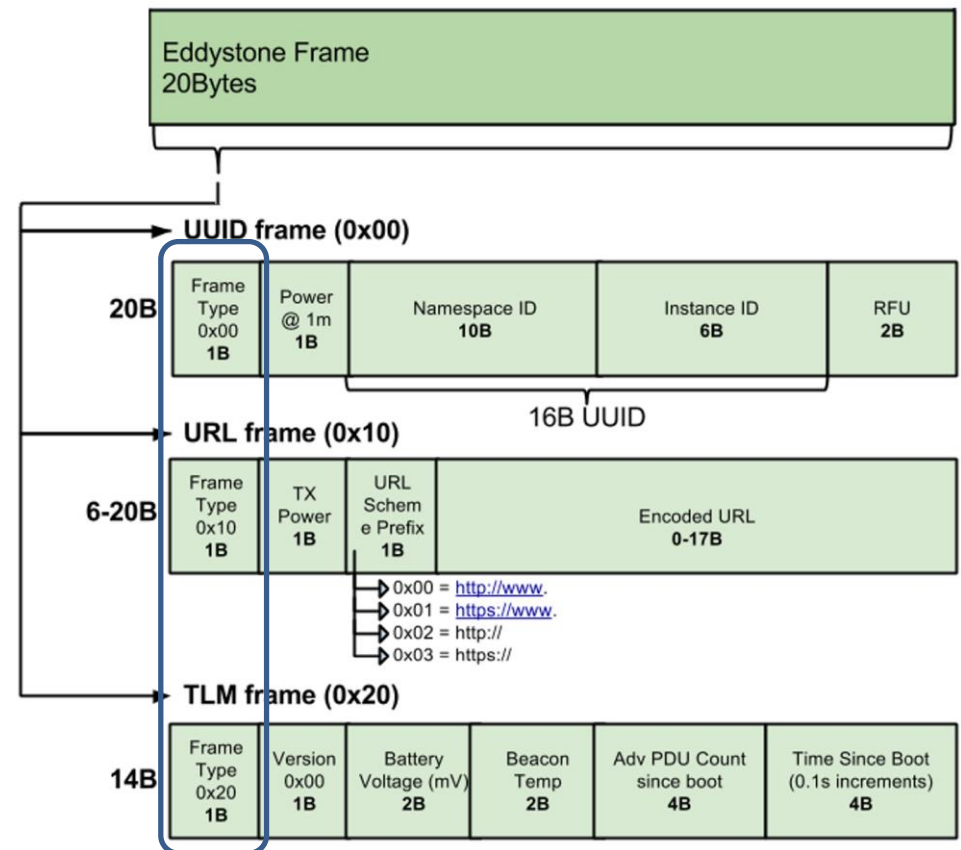 Eddystone Frame
20Bytes
UUID frame (0x00)
20B
Frame
Type
0x00
1B
Power
@ 1m
1B
Namespace ID
10B
Instance ID
6B
RFU
2B
16B UUID
URL frame (0x10)
6-20B
Frame
Type
0x10
1B
TX
Power
1B
URL
Schem
e Prefix
1B
Encoded URL
0-17B
0x00 = http://www.
0x01 = https://www.
0x02 = http://
0x03 = https://
TLM frame (0x20)
14B
Frame
Type
0x20
1B
Version
0x00
1B
Battery
Voltage (mV)
2B
Beacon
Temp
2B
Adv PDU Count
since boot
4B
Time Since Boot
(0.1s increments)
4B